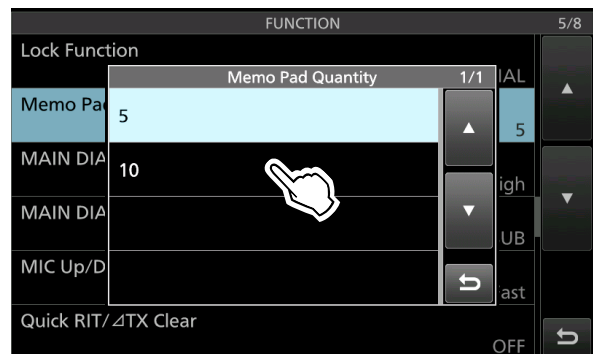 FUNCTION 5/8
Lock Function
IAL
Memo Pad Quantity 1/1
Memo Pa
5
5
MAIN DIA
10
igh
MAIN DIA
UB
MIC Up/D
ast
Quick RIT/⊿TX Clear
OFF